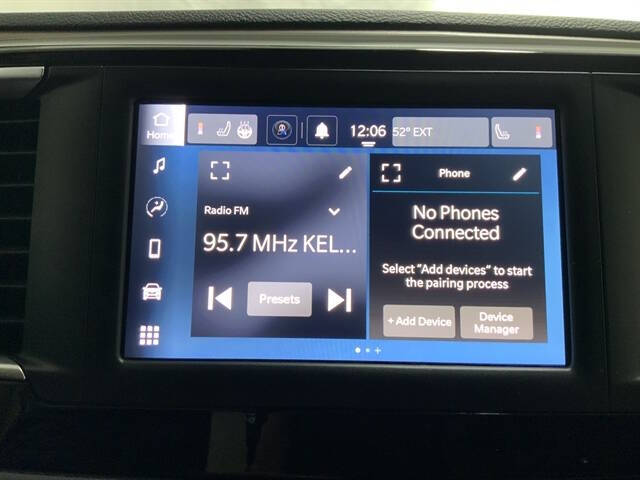 Home
12:06
52° EXT
Radio FM
95.7 MHz KEL...
Presets
Phone
No Phones
Connected
Select "Add devices" to start
the pairing process
+ Add Device
Device
Manager